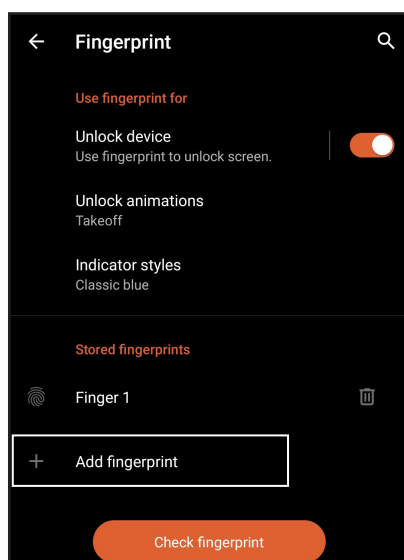 Fingerprint
Use fingerprint for
Unlock device
Use fingerprint to unlock screen.
Unlock animations
Takeoff
Indicator styles
Classic blue
Stored fingerprints
Finger 1
Add fingerprint
Check fingerprint